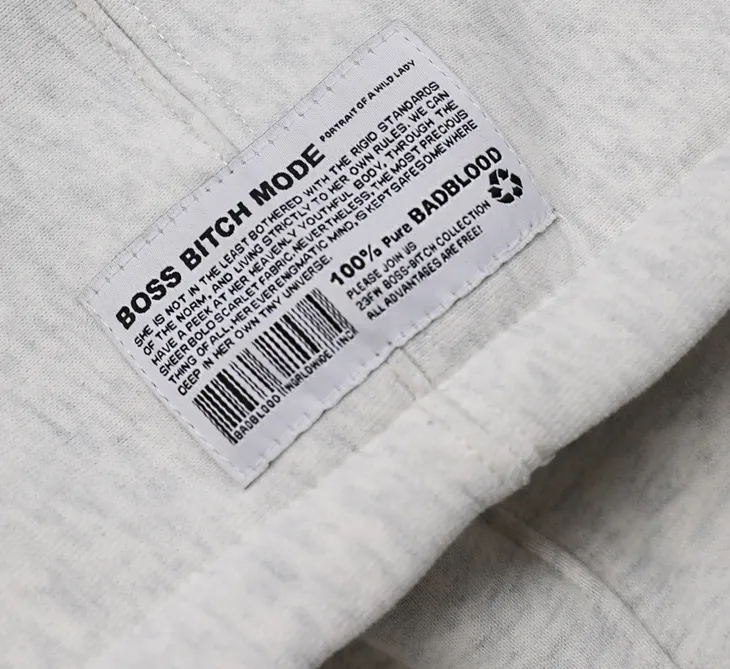 BOSS BITCH MODE PORTRAIT OF A WILD LADY
SHE IS NOT IN THE LEAST BOTHERED WITH THE RIGID STANDARDS
OF THE NORM, AND LIVING STRICTLY TO HER OWN RULES. WE CAN
HAVE A PEEK AT HER HEAVENLY YOUTHFUL BODY, THROUGH THE
SHEER BOLD SCARLET FABRIC. NEVERTHELESS, THE MOST PRECIOUS
THING OF ALL, HER EVER ENIGMATIC MIND, IS KEPT SAFE SOMEWHERE
DEEP IN HER OWN TINY UNIVERSE.
100% Pure BADBLOOD
PLEASE JOIN US
23FW BOSS-BITCH COLLECTION
ALL ADVANTAGES ARE FREE!
BADBLOOD WORLDWIDE INC